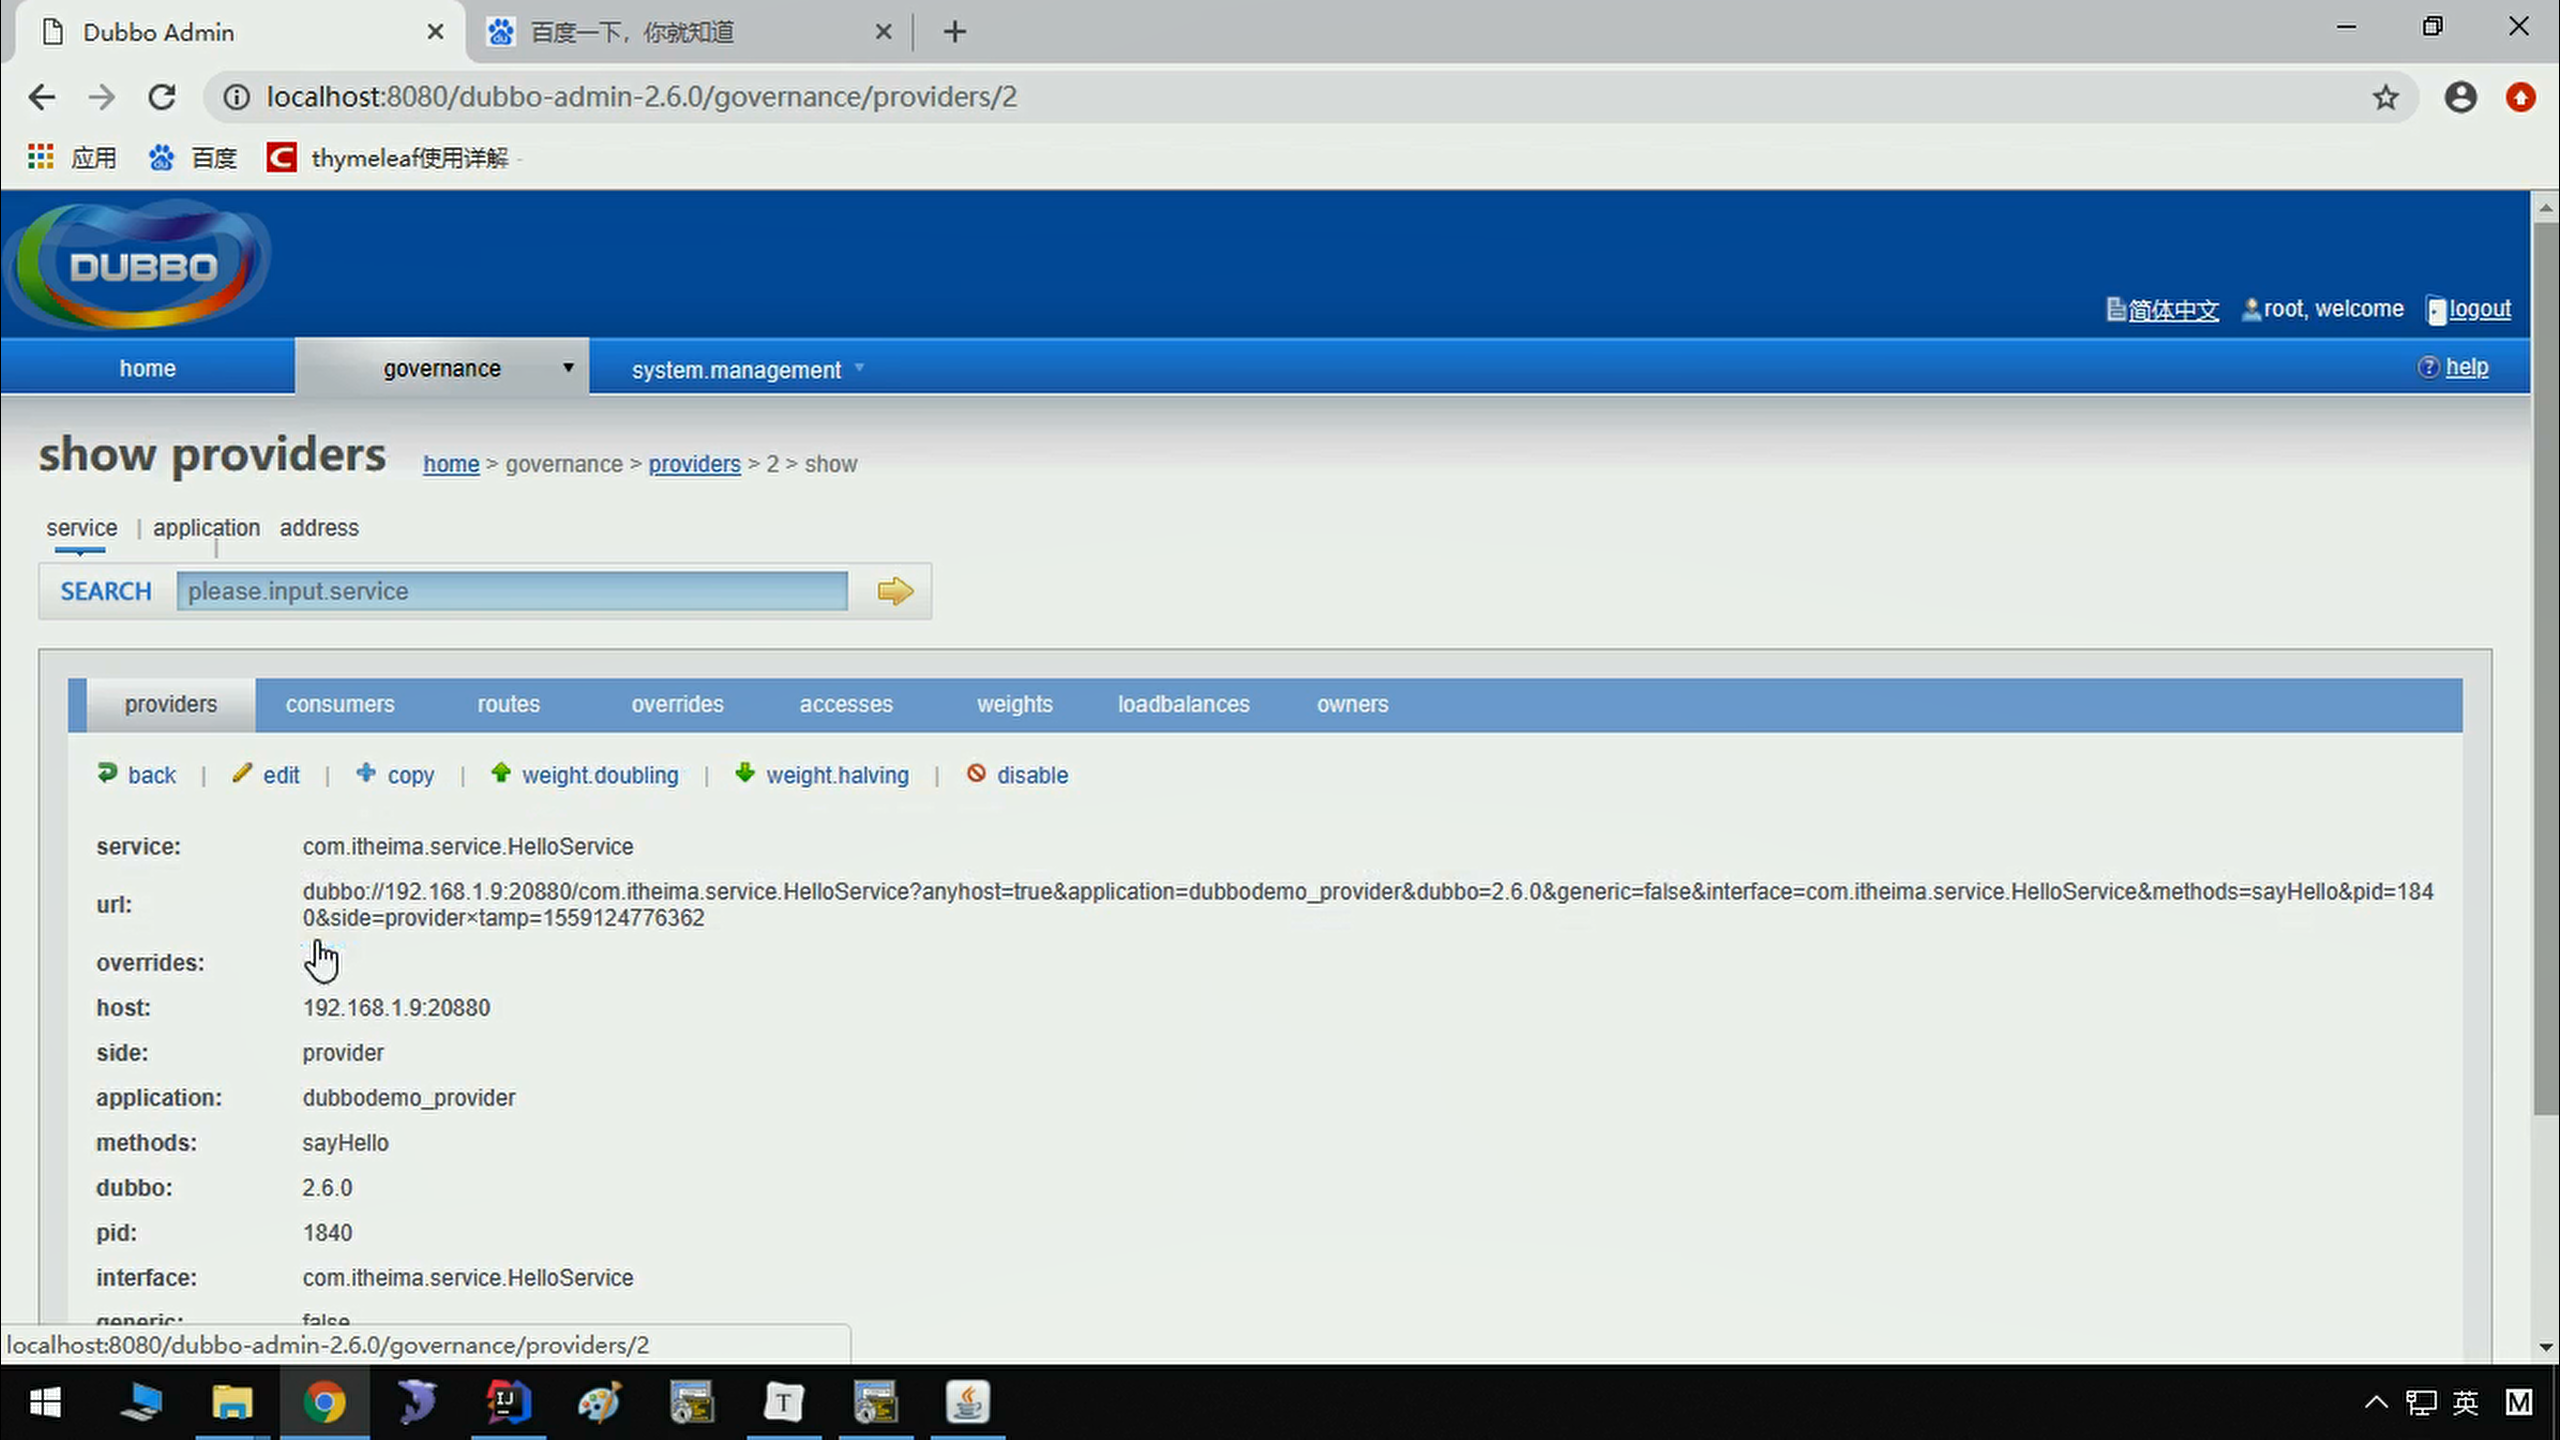 Dubbo Admin
百度一下，你就知道
localhost:8080/dubbo-admin-2.6.0/governance/providers/2
应用 百度 thymeleaf使用详解 -
DUBBO
简体中文 root, welcome logout
home governance system.management help
show providers home > governance > providers > 2 > show
service | application address
SEARCH please.input.service
providers consumers routes overrides accesses weights loadbalances owners
back | edit | copy | weight.doubling | weight.halving | disable
service: com.itheima.service.HelloService
url: dubbo://192.168.1.9:20880/com.itheima.service.HelloService?anyhost=true&application=dubbodemo_provider&dubbo=2.6.0&generic=false&interface=com.itheima.service.HelloService&methods=sayHello&pid=184
0&side=provider×tamp=1559124776362
overrides:
host: 192.168.1.9:20880
side: provider
application: dubbodemo_provider
methods: sayHello
dubbo: 2.6.0
pid: 1840
interface: com.itheima.service.HelloService
generic: false
localhost:8080/dubbo-admin-2.6.0/governance/providers/2
英 M